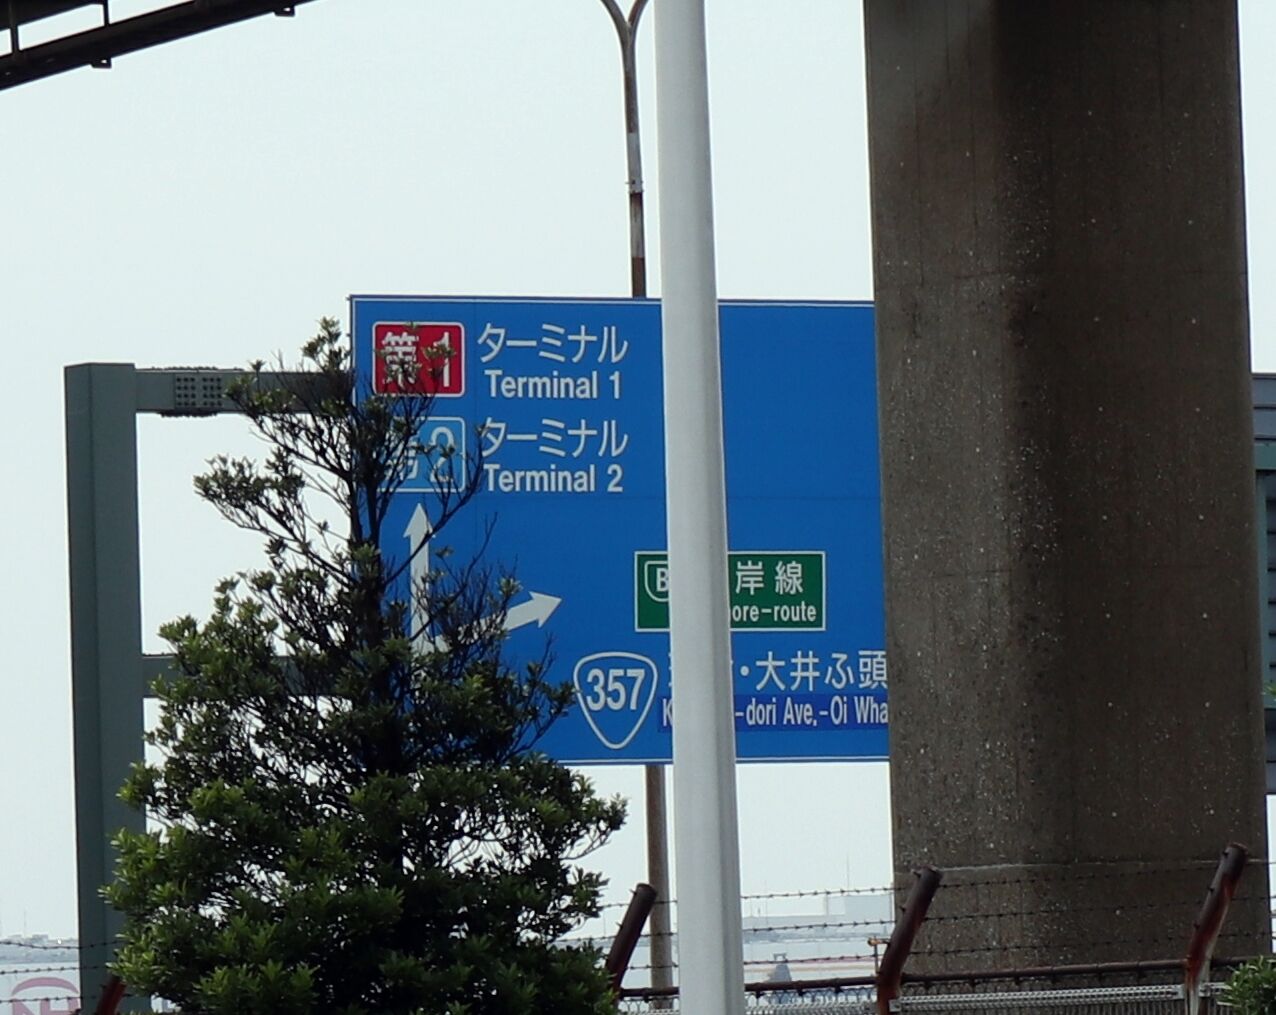 第1 ターミナル
Terminal 1
2 ターミナル
Terminal 2
B 岸線
ore-route
357 ・大井ふ頭
-dori Ave.-Oi Wha